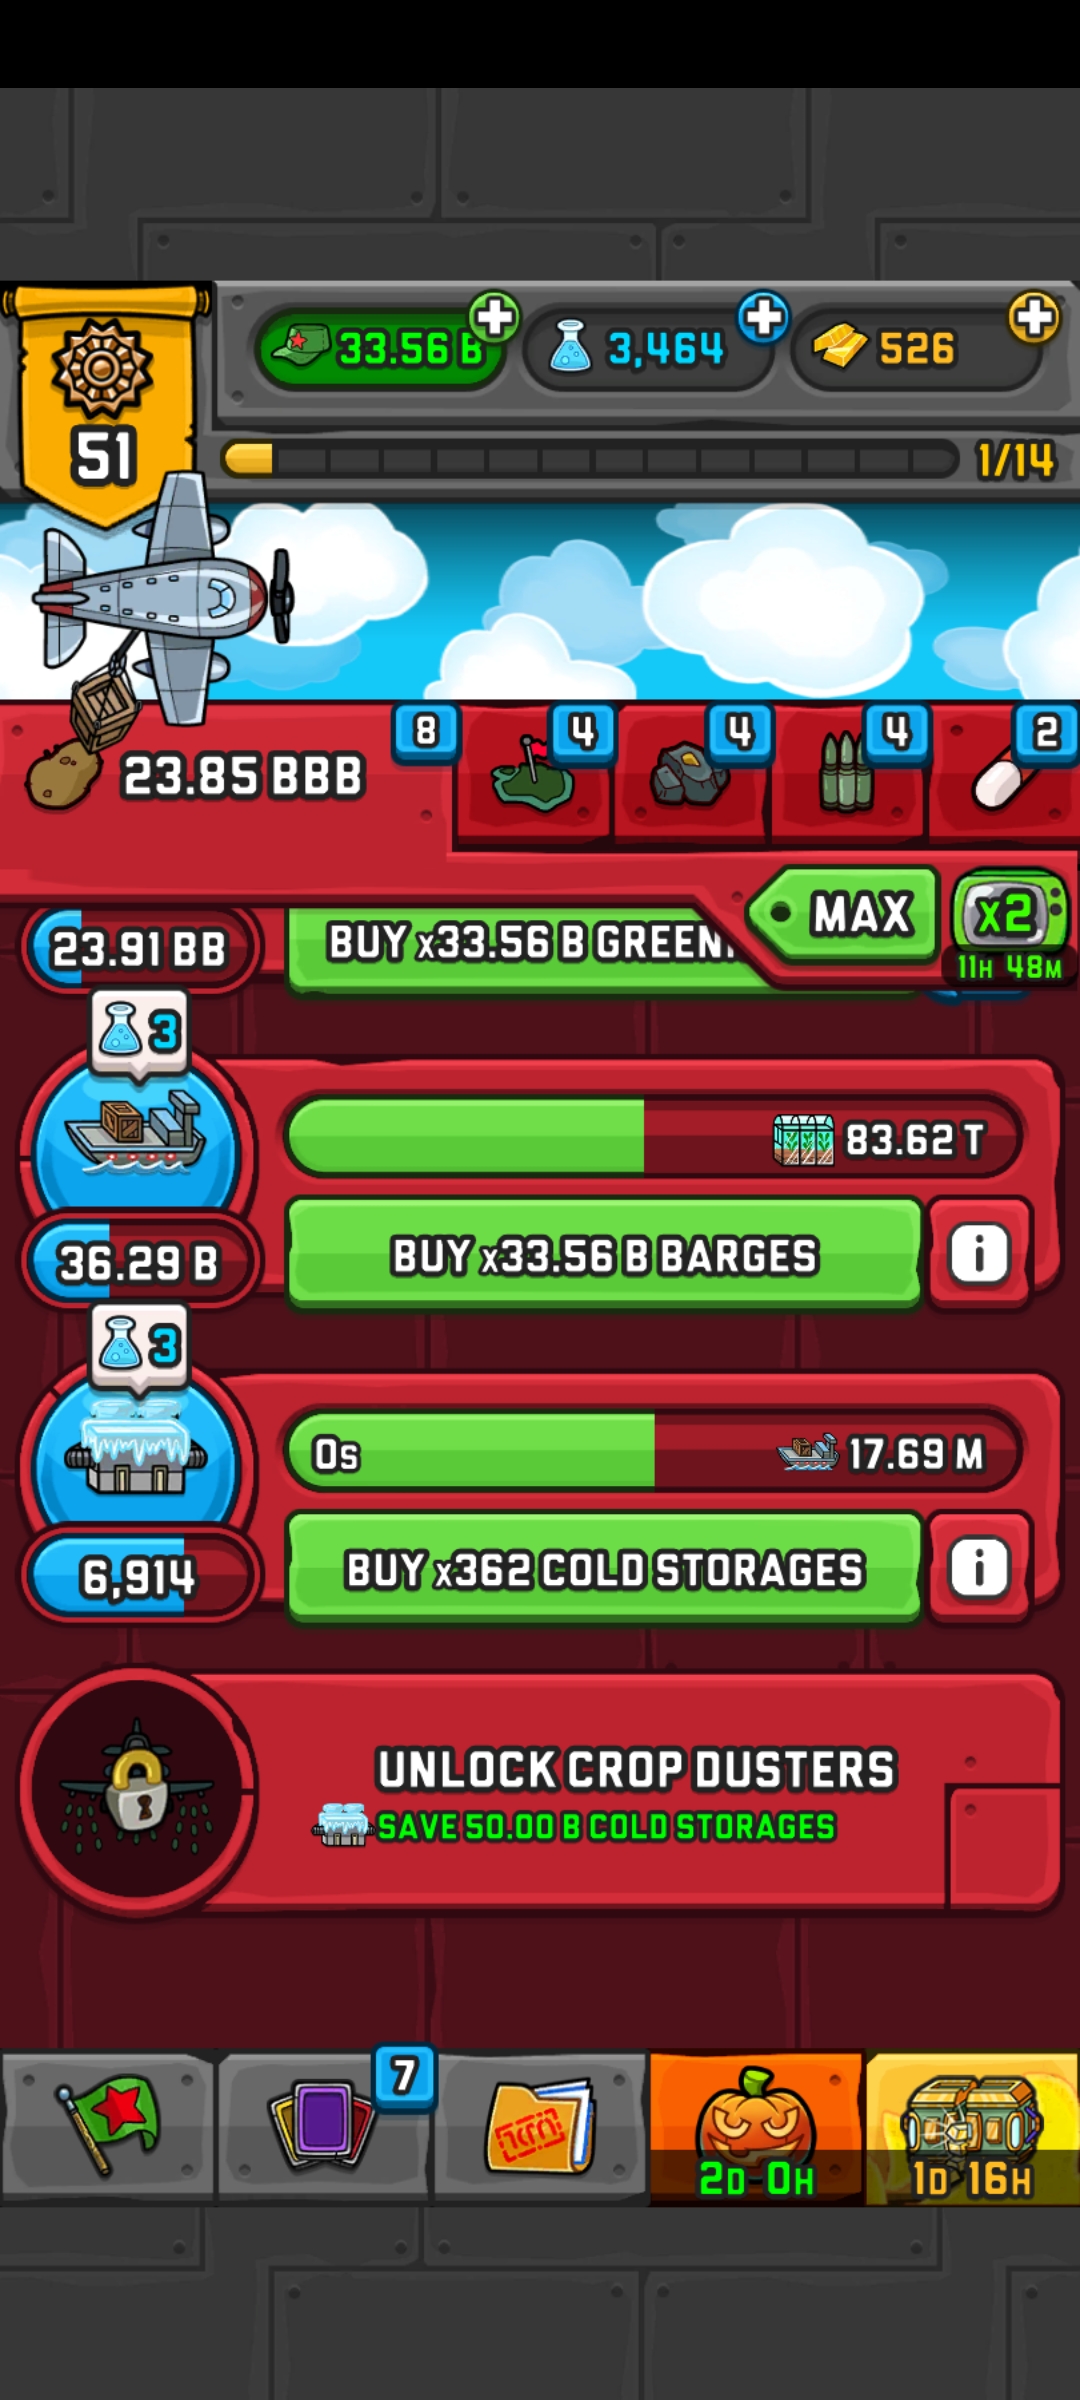 33.56 B
3,464
526
51
1/14
23.85 BBB
8
4
4
4
2
MAX
x2
11H 48M
23.91 BB
BUY x33.56 B GREEN
3
83.62 T
36.29 B
BUY x33.56 B BARGES
i
3
0s
17.69 M
6,914
BUY x362 COLD STORAGES
i
UNLOCK CROP DUSTERS
SAVE 50.00 B COLD STORAGES
7
2D 0H
1D 16H